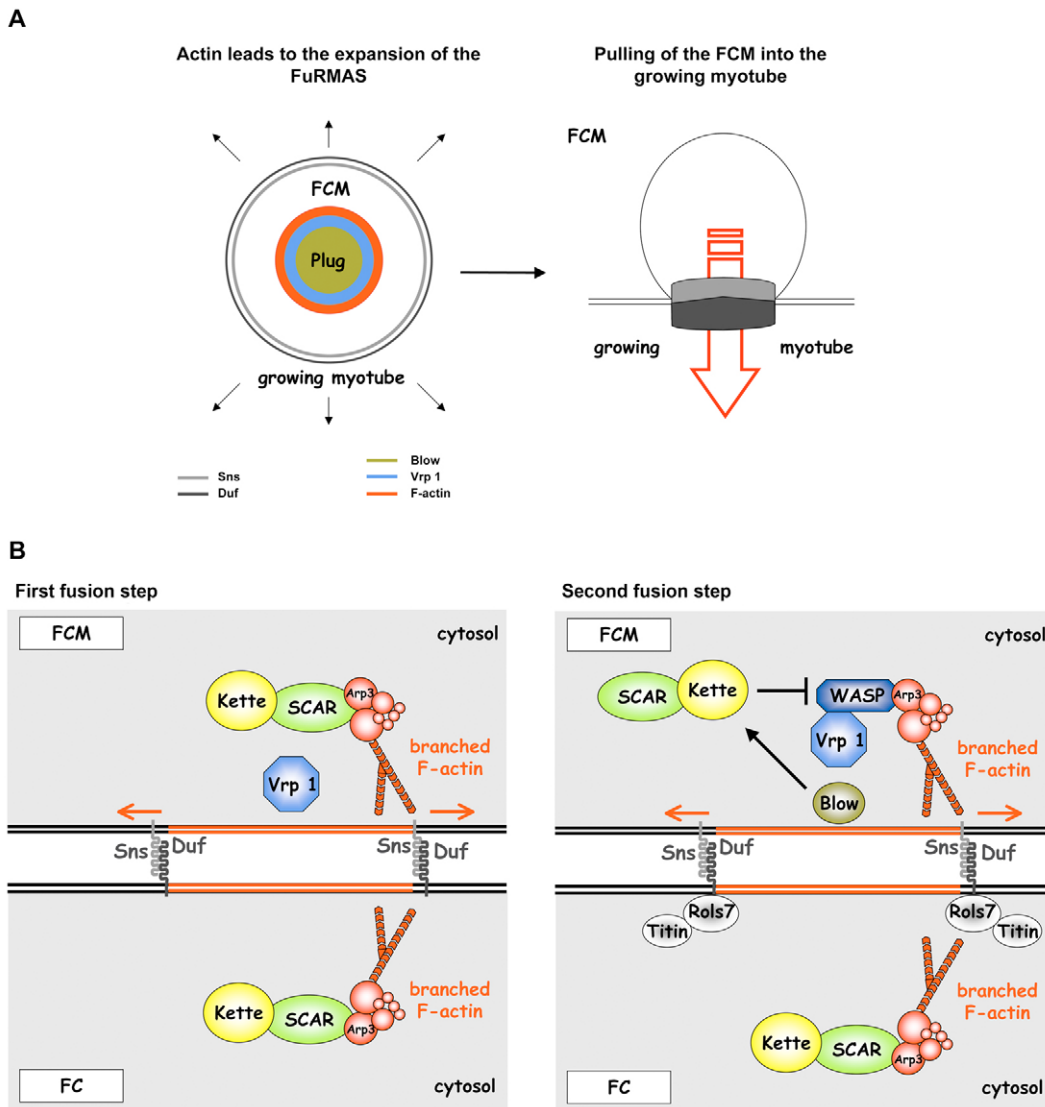 A
Actin leads to the expansion of the
FuRMAS
FCM
Plug
growing myotube
Sns
Duf
Blow
Vrp 1
F-actin
Pulling of the FCM into the
growing myotube
FCM
growing myotube
B
First fusion step
FCM
cytosol
Kette
SCAR
Arp3
Vrp 1
branched
F-actin
Sns
Duf
Sns
Duf
Kette
SCAR
Arp3
branched
F-actin
FC
cytosol
Second fusion step
FCM
cytosol
SCAR
Kette
WASP
Arp3
Vrp 1
Blow
branched
F-actin
Sns
Duf
Sns
Duf
Rols7
Titin
Rols7
Titin
Kette
SCAR
Arp3
branched
F-actin
FC
cytosol